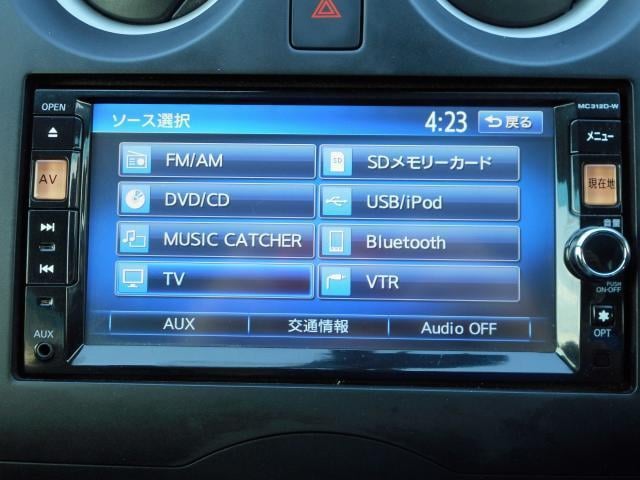 OPEN
MC312D-W
ソース選択
4:23
戻る
メニュー
AV
FM/AM
SD
SDメモリーカード
現在地
DVD/CD
USB/iPod
音量
MUSIC CATCHER
Bluetooth
TV
VTR
PUSH
ON-OFF
AUX
AUX
交通情報
Audio OFF
OPT